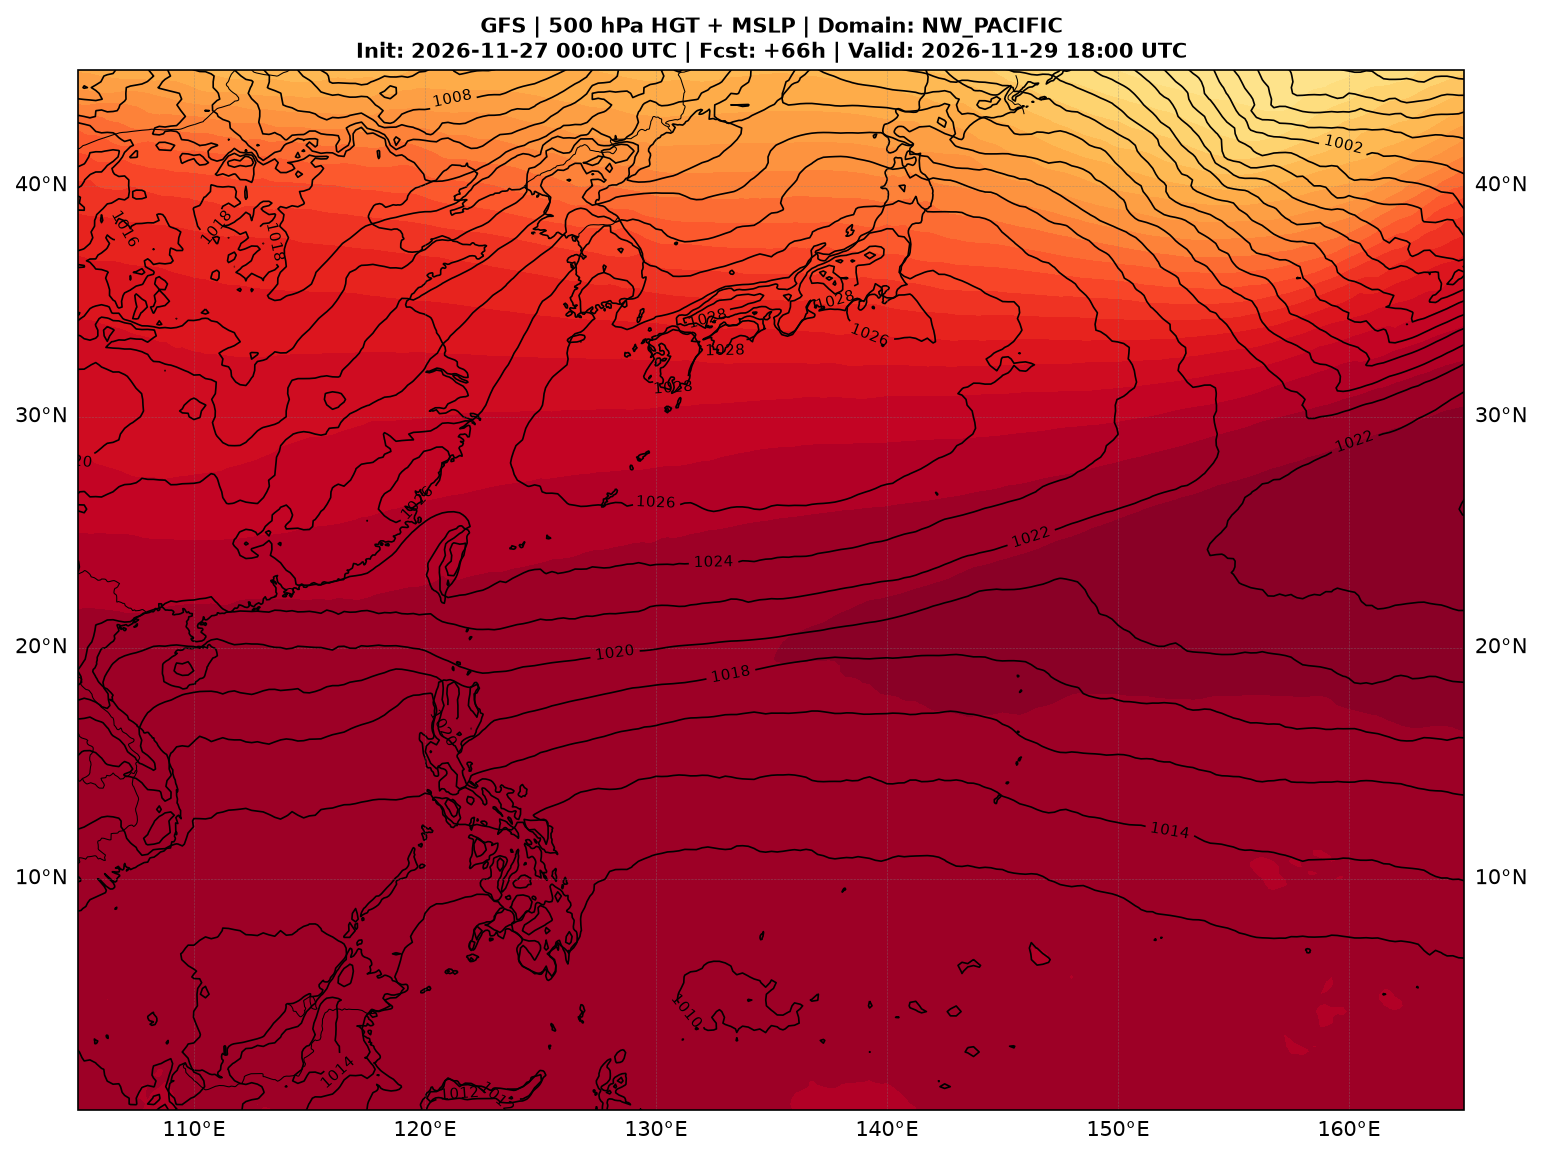 GFS | 500 hPa HGT + MSLP | Domain: NW_PACIFIC
Init: 2026-11-27 00:00 UTC | Fcst: +66h | Valid: 2026-11-29 18:00 UTC
1008
1002
40°N
40°N
1016
1018
1018
1028
1028
1026
1028
1028
30°N
30°N
1022
20
1026
1022
1024
20°N
1020
20°N
1018
1014
10°N
10°N
1010
1014
1012
110°E
120°E
130°E
140°E
150°E
160°E